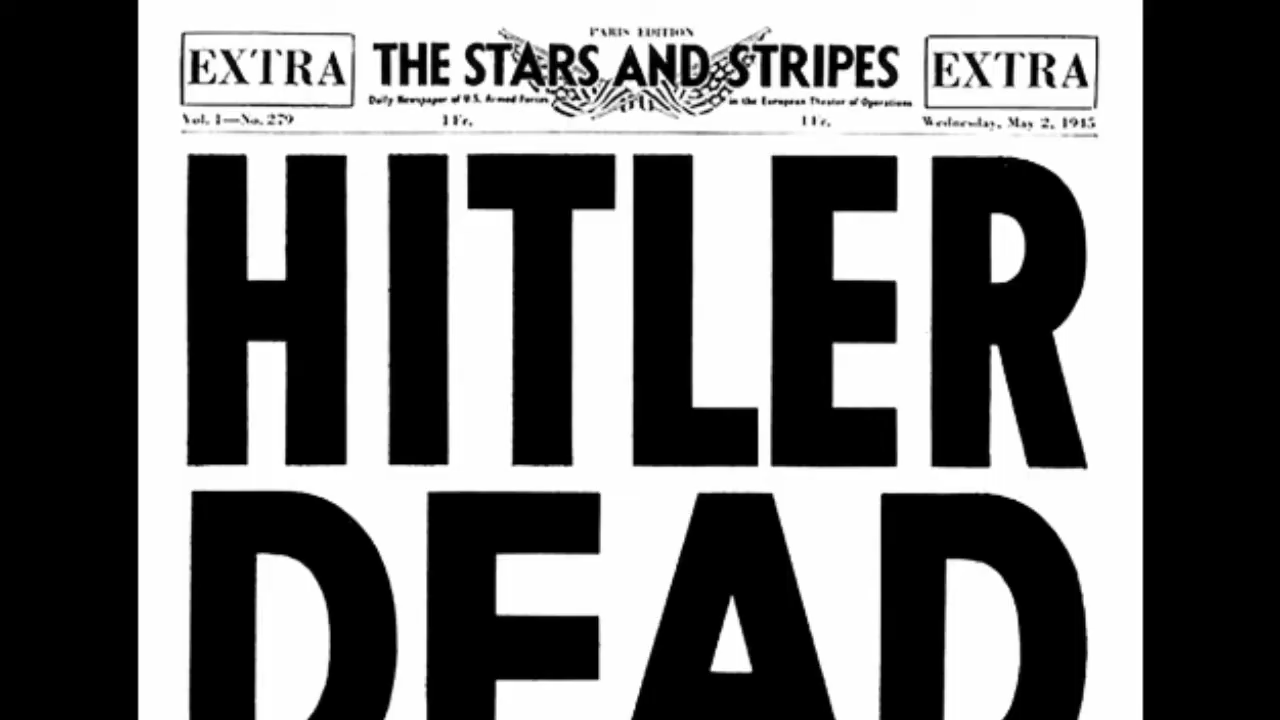 PARIS EDITION
EXTRA THE STARS AND STRIPES EXTRA
Daily Newspaper of U.S. Armed Forces in the European Theater of Operations
Vol. 1—No. 279 1 Fr. 1 Fr. Wednesday, May 2, 1945
HITLER
DEAD